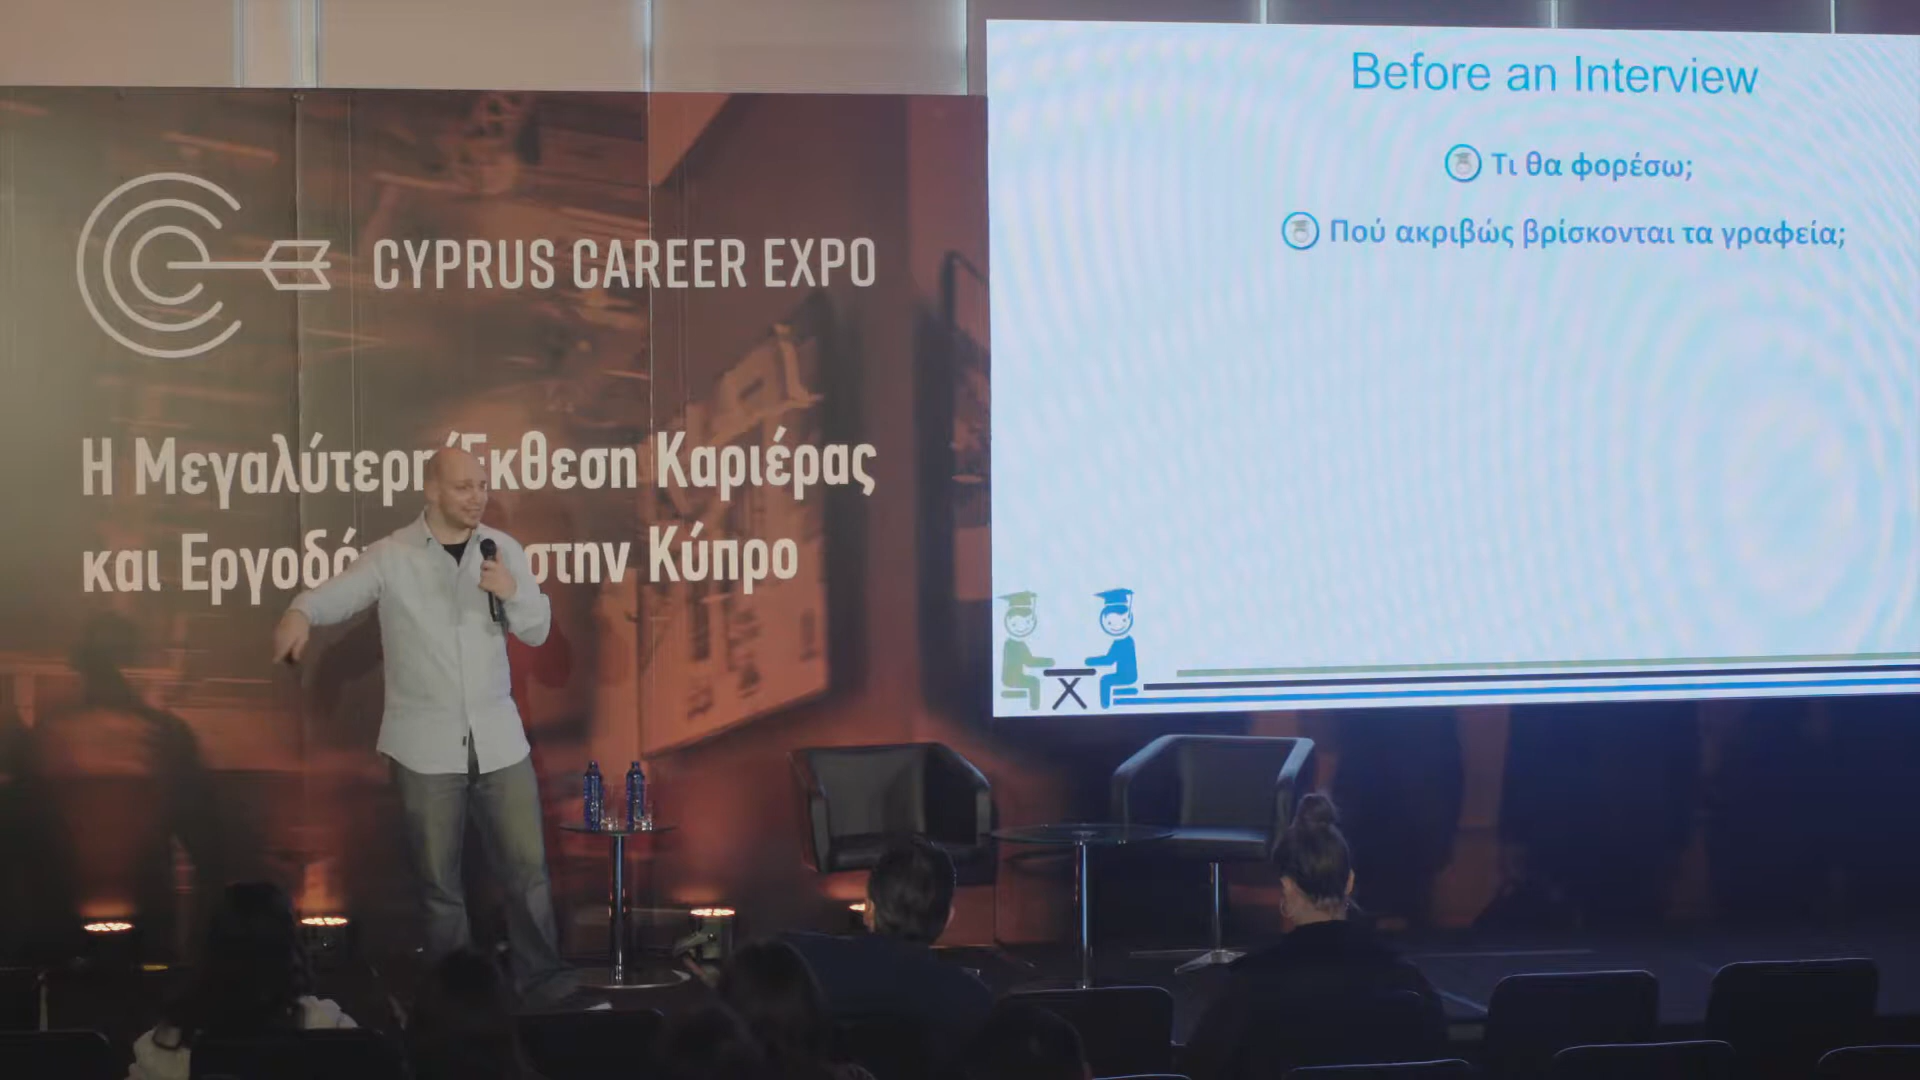 CYPRUS CAREER EXPO
Η Μεγαλύτερη Έκθεση Καριέρας
και στην Κύπρο
Before an Interview
Τι θα φορέσω;
Πού ακριβώς βρίσκονται τα γραφεία;